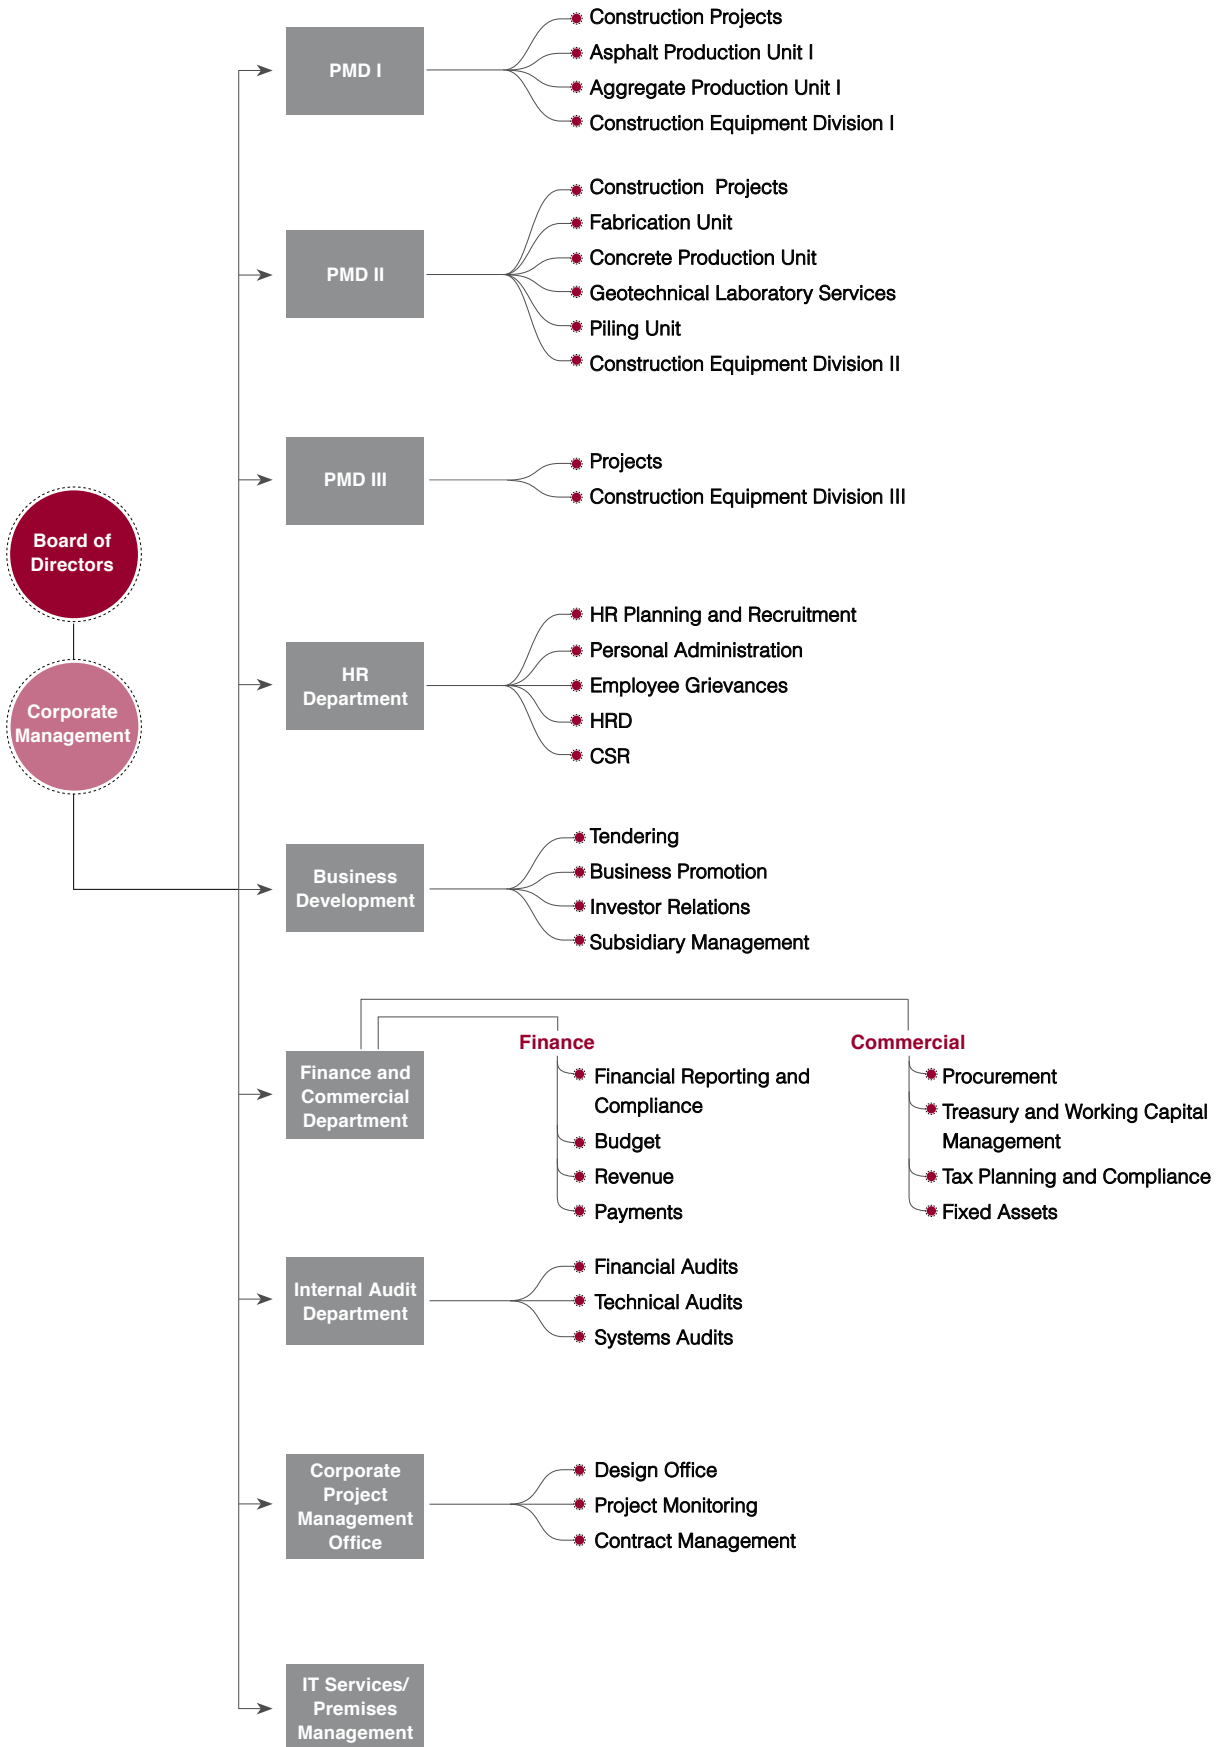 Board of
Directors
Corporate
Management
PMD I
Construction Projects
Asphalt Production Unit I
Aggregate Production Unit I
Construction Equipment Division I
PMD II
Construction Projects
Fabrication Unit
Concrete Production Unit
Geotechnical Laboratory Services
Piling Unit
Construction Equipment Division II
PMD III
Projects
Construction Equipment Division III
HR
Department
HR Planning and Recruitment
Personal Administration
Employee Grievances
HRD
CSR
Business
Development
Tendering
Business Promotion
Investor Relations
Subsidiary Management
Finance and
Commercial
Department
Finance
Financial Reporting and
Compliance
Budget
Revenue
Payments
Commercial
Procurement
Treasury and Working Capital
Management
Tax Planning and Compliance
Fixed Assets
Internal Audit
Department
Financial Audits
Technical Audits
Systems Audits
Corporate
Project
Management
Office
Design Office
Project Monitoring
Contract Management
IT Services/
Premises
Management